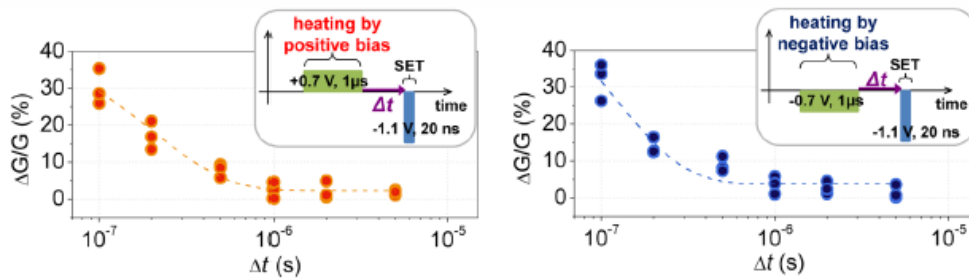 heating by
positive bias
+0.7 V, 1μs
SET
time
Δt
-1.1 V, 20 ns
40
30
20
10
0
ΔG/G (%)
10⁻⁷
10⁻⁶
10⁻⁵
Δt (s)
heating by
negative bias
SET
Δt
time
-0.7 V, 1μs
-1.1 V, 20 ns
40
30
20
10
0
ΔG/G (%)
10⁻⁷
10⁻⁶
10⁻⁵
Δt (s)